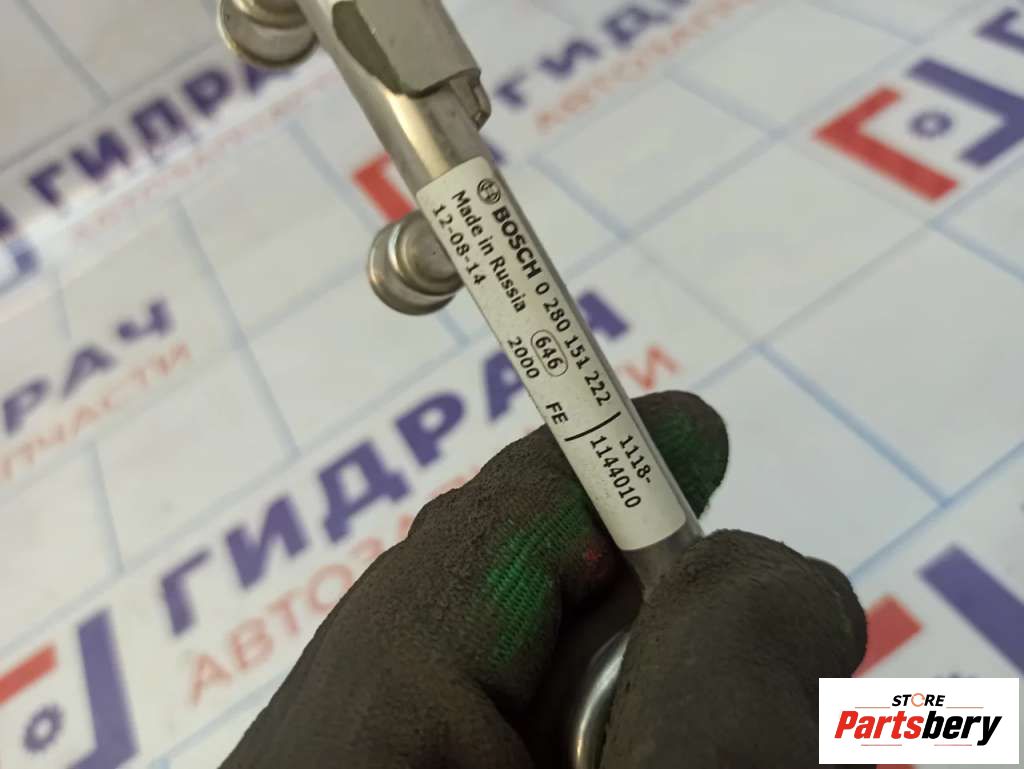 BOSCH 0 280 151 222
Made in Russia
646
12-08-14
2000
FE
1118-
1144010
ГИДРАЧ
АВТОЗАПЧАСТИ
STORE
Partsbery